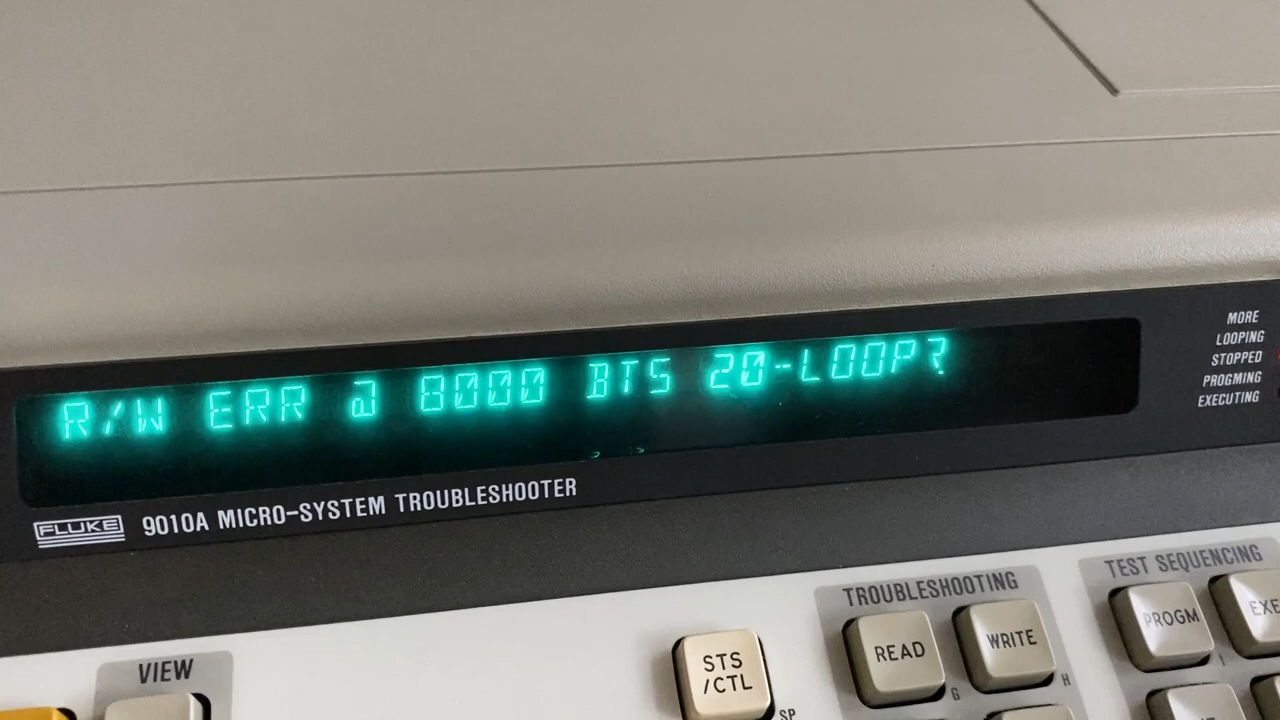 R/W ERR @ 8000 BTS 20-LOOP?
MORE
LOOPING
STOPPED
PROGMING
EXECUTING
FLUKE 9010A MICRO-SYSTEM TROUBLESHOOTER
VIEW
TROUBLESHOOTING
TEST SEQUENCING
STS
/CTL
SP
READ
G
WRITE
H
PROGM
I